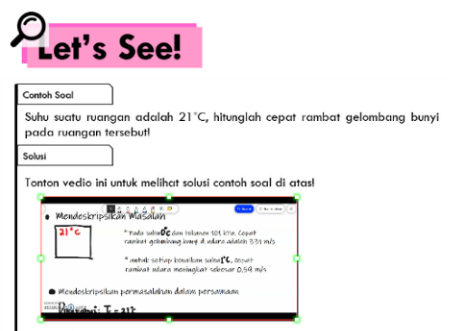 Let's See!
Contoh Soal
Suhu suatu ruangan adalah 21°C, hitunglah cepat rambat gelombang bunyi
pada ruangan tersebut!
Solusi
Tonton vedio ini untuk melihat solusi contoh soal di atas!
Mendeskripsikan Masalah
21°C
* Pada suhu 0°C dan tekanan 101 kPa. Cepat
rambat gelombang bunyi d udara adalah 331 m/s
* untuk setiap kenaikan suhu 1°C, cepat
rambat udara meningkat sebesar 0,59 m/s
Mendeskripsikan permasalahan dalam persamaan
T = 21°C